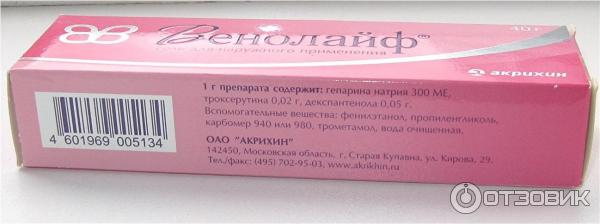 Венолайф®
40 г
гель для наружного применения
акрихин
1 г препарата содержит: гепарина натрия 300 МЕ,
троксерутина 0,02 г, декспантенола 0,05 г.
Вспомогательные вещества: фенилэтанол, пропиленгликоль,
карбомер 940 или 980, трометамол, вода очищенная.
ОАО "АКРИХИН"
142450, Московская область, г. Старая Купавна, ул. Кирова, 29.
Тел./факс: (495) 702-95-03, www.akrikhin.ru
4 601969 005134
ОТЗОВИК